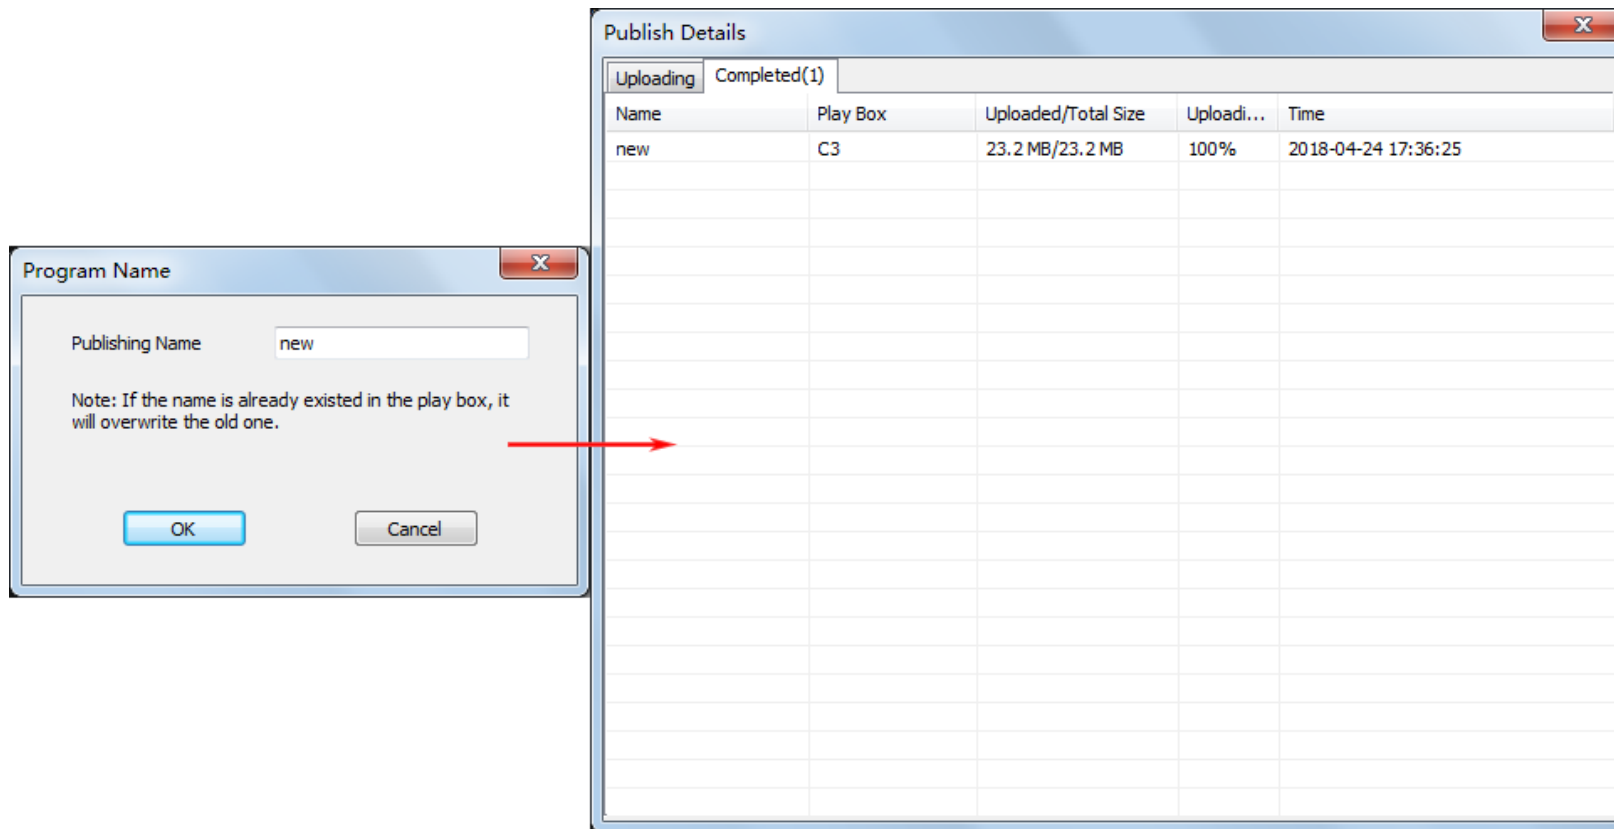 Publish Details
Uploading Completed(1)
Name Play Box Uploaded/Total Size Uploadi... Time
new C3 23.2 MB/23.2 MB 100% 2018-04-24 17:36:25
Program Name
Publishing Name new
Note: If the name is already existed in the play box, it
will overwrite the old one.
OK Cancel